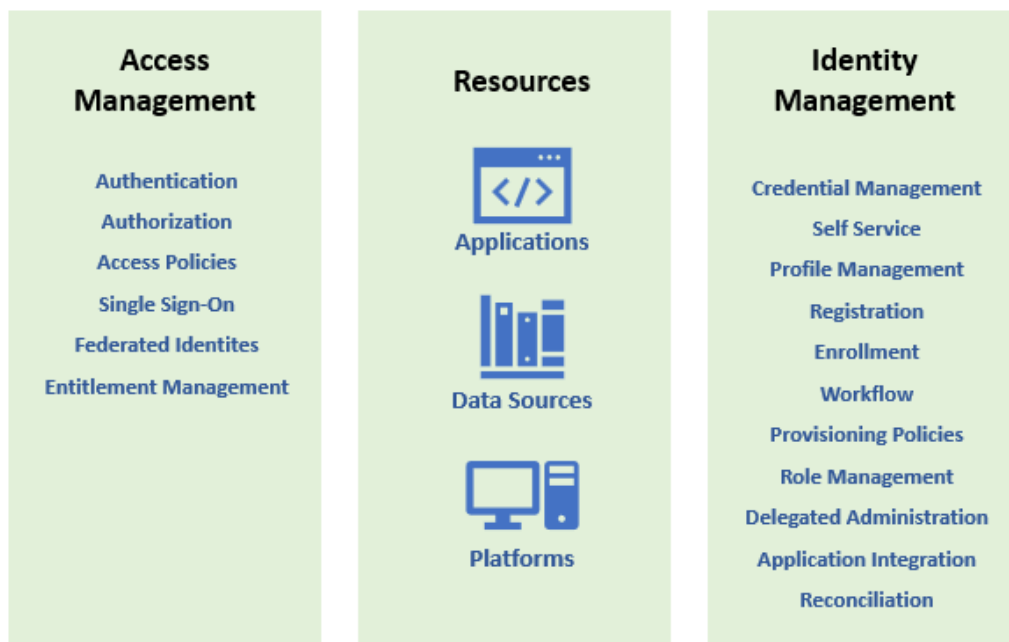 Access
Management
Authentication
Authorization
Access Policies
Single Sign-On
Federated Identites
Entitlement Management
Resources
</>
Applications
Data Sources
Platforms
Identity
Management
Credential Management
Self Service
Profile Management
Registration
Enrollment
Workflow
Provisioning Policies
Role Management
Delegated Administration
Application Integration
Reconciliation